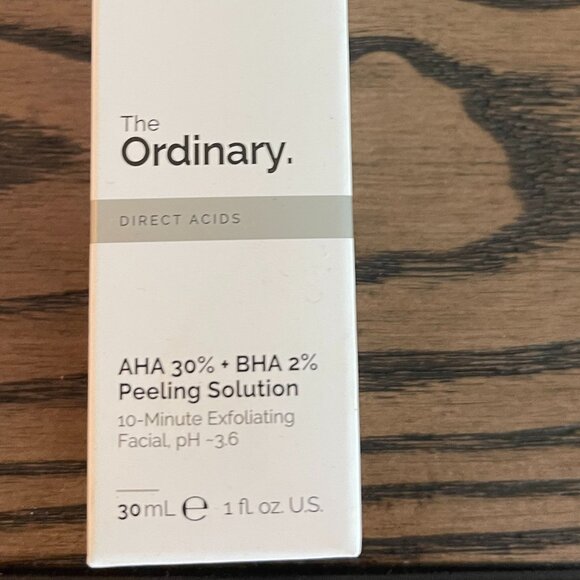 The
Ordinary.
DIRECT ACIDS
AHA 30% + BHA 2%
Peeling Solution
10-Minute Exfoliating
Facial, pH ~3.6
30mL ℮ 1 fl. oz. U.S.